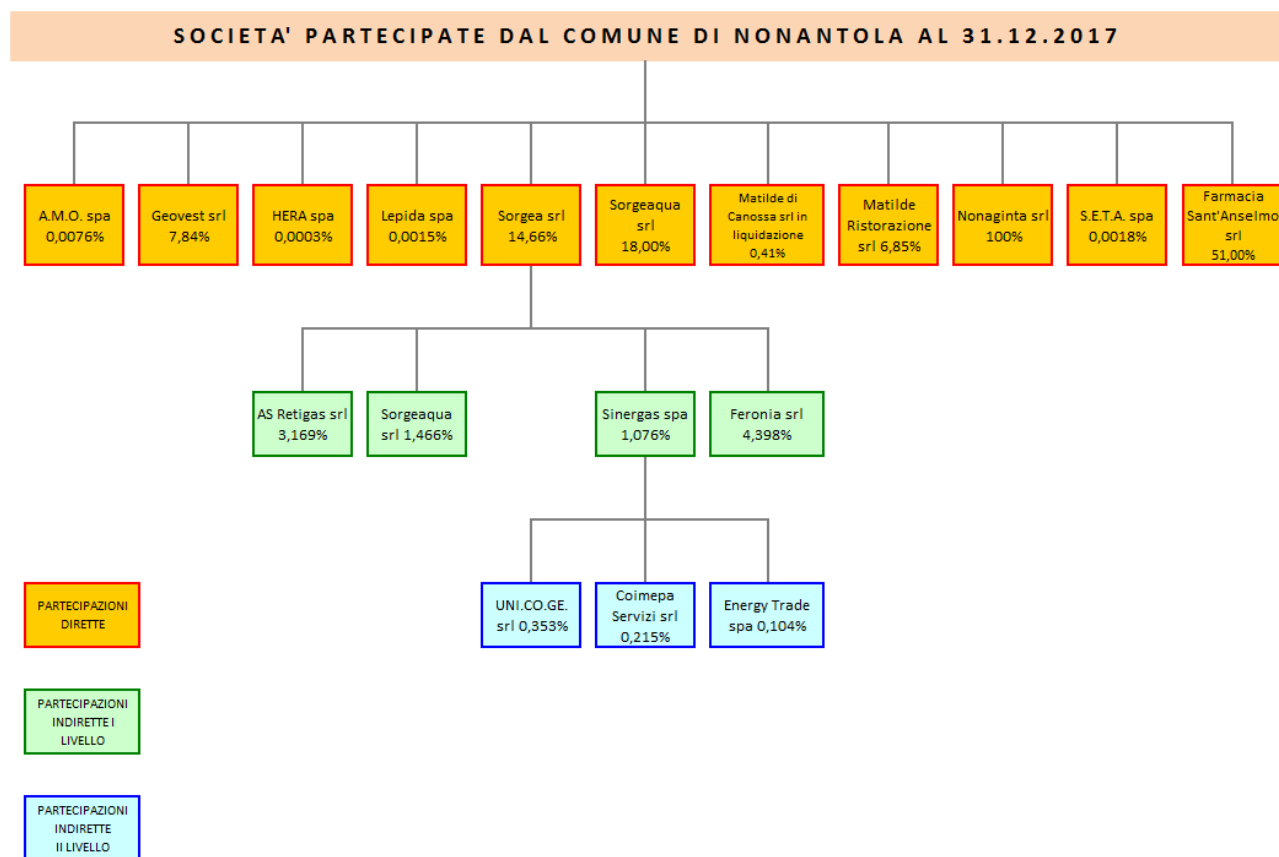 SOCIETA' PARTECIPATE DAL COMUNE DI NONANTOLA AL 31.12.2017
A.M.O. spa
0,0076%
Geovest srl
7,84%
HERA spa
0,0003%
Lepida spa
0,0015%
Sorgea srl
14,66%
Sorgeaqua
srl
18,00%
Matilde di
Canossa srl in
liquidazione
0,41%
Matilde
Ristorazione
srl 6,85%
Nonaginta srl
100%
S.E.T.A. spa
0,0018%
Farmacia
Sant'Anselmo
srl
51,00%
AS Retigas srl
3,169%
Sorgeaqua
srl 1,466%
Sinergas spa
1,076%
Feronia srl
4,398%
UNI.CO.GE.
srl 0,353%
Coimepa
Servizi srl
0,215%
Energy Trade
spa 0,104%
PARTECIPAZIONI
DIRETTE
PARTECIPAZIONI
INDIRETTE I
LIVELLO
PARTECIPAZIONI
INDIRETTE
II LIVELLO